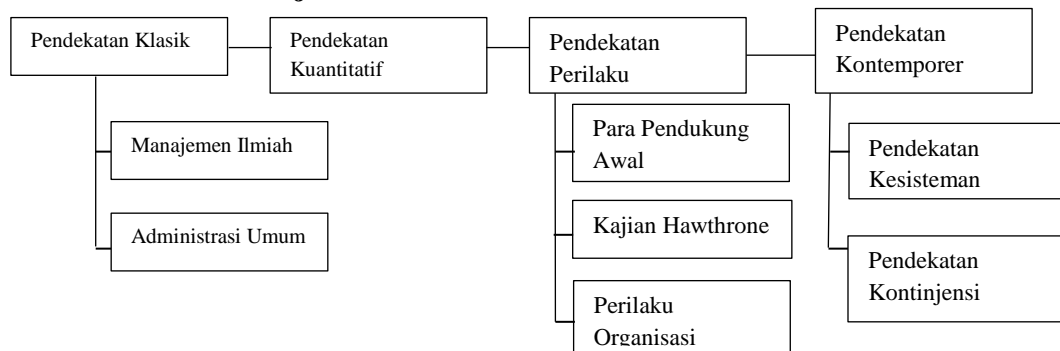 Pendekatan Klasik
Pendekatan
Kuantitatif
Pendekatan
Perilaku
Pendekatan
Kontemporer
Manajemen Ilmiah
Administrasi Umum
Para Pendukung
Awal
Kajian Hawthrone
Perilaku
Organisasi
Pendekatan
Kesisteman
Pendekatan
Kontinjensi